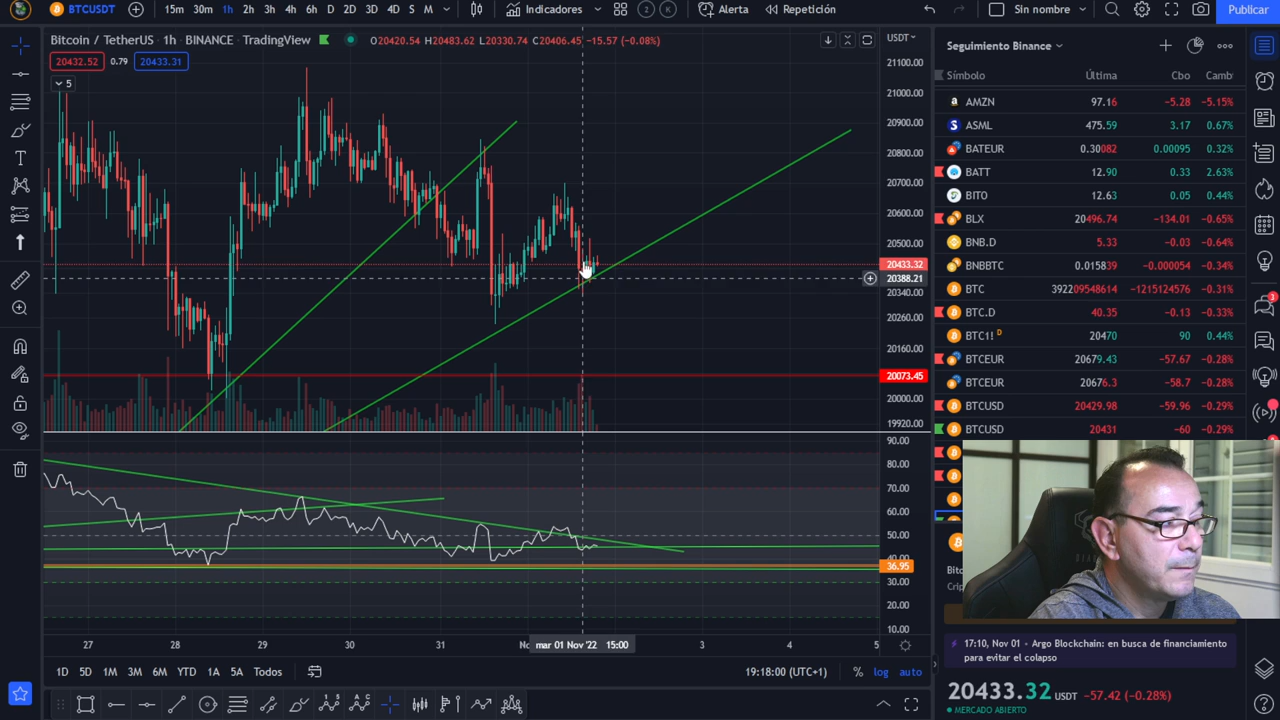 BTCUSDT 15m 30m 1h 2h 3h 4h 6h D 2D 3D 4D S M Indicadores 2 K Alerta Repetición Sin nombre Publicar
Bitcoin / TetherUS · 1h · BINANCE · TradingView O20420.54 H20483.62 L20330.74 C20406.45 -15.57 (-0.08%)
20432.52 0.79 20433.31
5
USDT
21100.00
21000.00
20900.00
20800.00
20700.00
20600.00
20500.00
20433.32
20388.21
20340.00
20260.00
20160.00
20073.45
20000.00
19920.00
90.00
80.00
70.00
60.00
50.00
36.95
30.00
20.00
10.00
27 28 29 30 31 mar 01 Nov '22 15:00 3 4 5
1D 5D 1M 3M 6M YTD 1A 5A Todos 19:18:00 (UTC+1) % log auto
Seguimiento Binance
Símbolo Última Cbo Camb
AMZN 97.16 -5.28 -5.15%
ASML 475.59 3.17 0.67%
BATEUR 0.30082 0.00095 0.32%
BATT 12.90 0.33 2.63%
BITO 12.63 0.05 0.44%
BLX 20496.74 -134.01 -0.65%
BNB.D 5.33 -0.03 -0.64%
BNBBTC 0.015839 -0.000054 -0.34%
BTC 392209548614 -1215124576 -0.31%
BTC.D 40.35 -0.13 -0.33%
BTC1! D 20470 90 0.44%
BTCEUR 20679.43 -57.67 -0.28%
BTCEUR 20676.3 -58.7 -0.28%
BTCUSD 20429.98 -59.96 -0.29%
BTCUSD 20431 -60 -0.29%
17:10, Nov 01 • Argo Blockchain: en busca de financiamiento
para evitar el colapso
20433.32 USDT -57.42 (-0.28%)
MERCADO ABIERTO